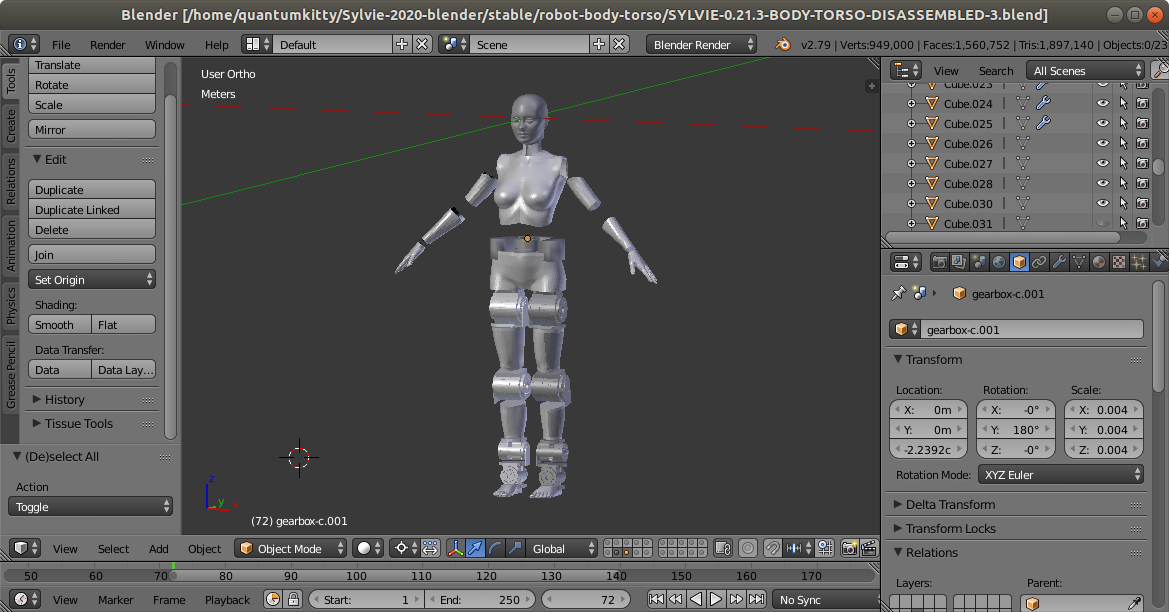 Blender [/home/quantumkitty/Sylvie-2020-blender/stable/robot-body-torso/SYLVIE-0.21.3-BODY-TORSO-DISASSEMBLED-3.blend]
File Render Window Help Default Scene Blender Render v2.79 | Verts:949,000 | Faces:1,560,752 | Tris:1,897,140 | Objects:0/23
Tools
Create
Relations
Animation
Physics
Grease Pencil
Translate
Rotate
Scale
Mirror
Edit
Duplicate
Duplicate Linked
Delete
Join
Set Origin
Shading:
Smooth Flat
Data Transfer:
Data Data Lay...
History
Tissue Tools
(De)select All
Action
Toggle
User Ortho
Meters
z
y
x
(72) gearbox-c.001
View Select Add Object Object Mode Global
View Search All Scenes
Cube.023
Cube.024
Cube.025
Cube.026
Cube.027
Cube.028
Cube.030
Cube.031
gearbox-c.001
gearbox-c.001
Transform
Location: Rotation: Scale:
X: 0m X: -0° X: 0.004
Y: 0m Y: 180° Y: 0.004
-2.2392c Z: -0° Z: 0.004
Rotation Mode: XYZ Euler
Delta Transform
Transform Locks
Relations
Layers: Parent:
50 60 70 80 90 100 110 120 130 140 150 160 170
View Marker Frame Playback Start: 1 End: 250 72 No Sync